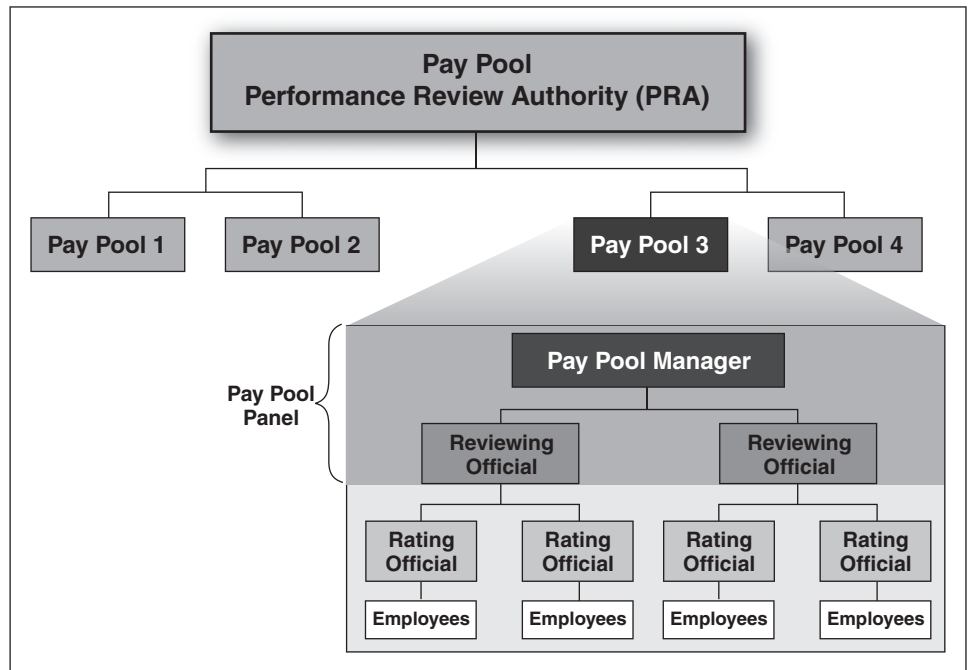 Pay Pool
Performance Review Authority (PRA)
Pay Pool 1
Pay Pool 2
Pay Pool 3
Pay Pool 4
Pay Pool Manager
Pay Pool
Panel
Reviewing
Official
Reviewing
Official
Rating
Official
Rating
Official
Rating
Official
Rating
Official
Employees
Employees
Employees
Employees